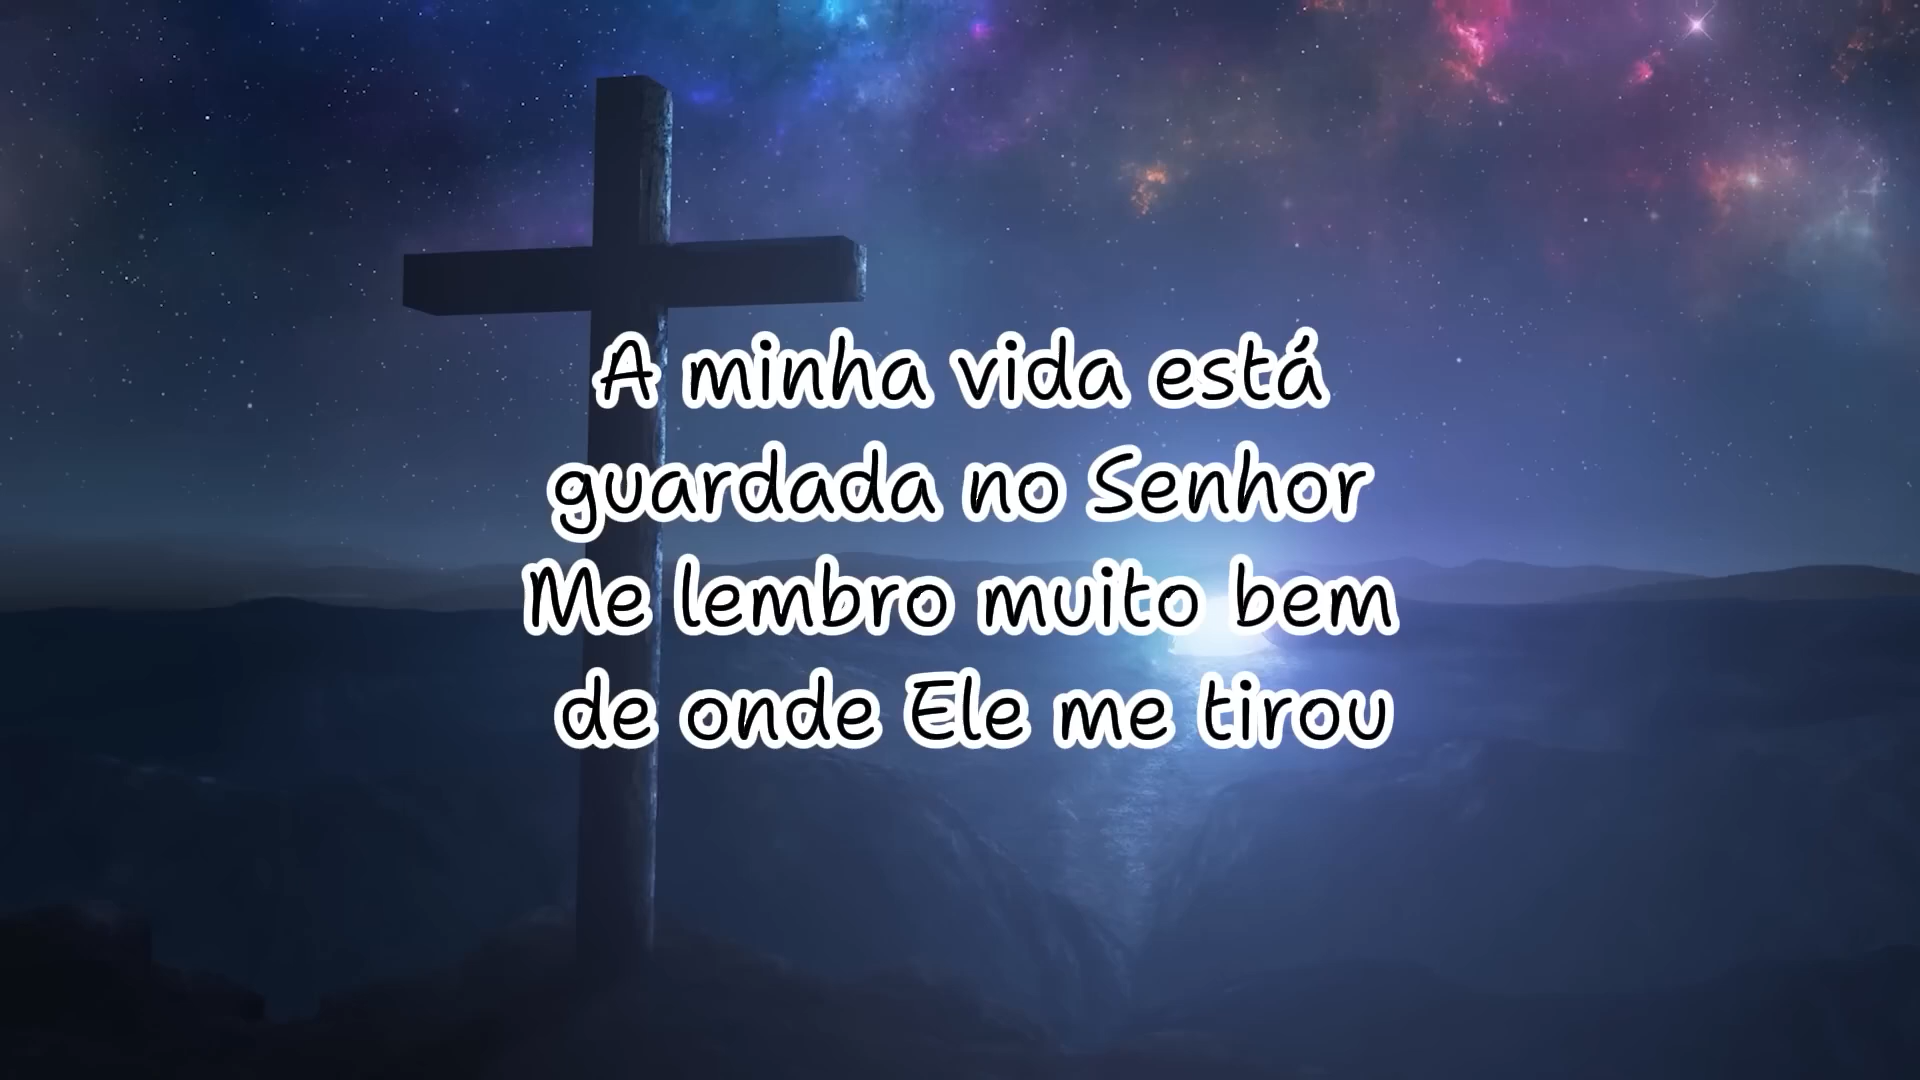 A minha vida está
guardada no Senhor
Me lembro muito bem
de onde Ele me tirou